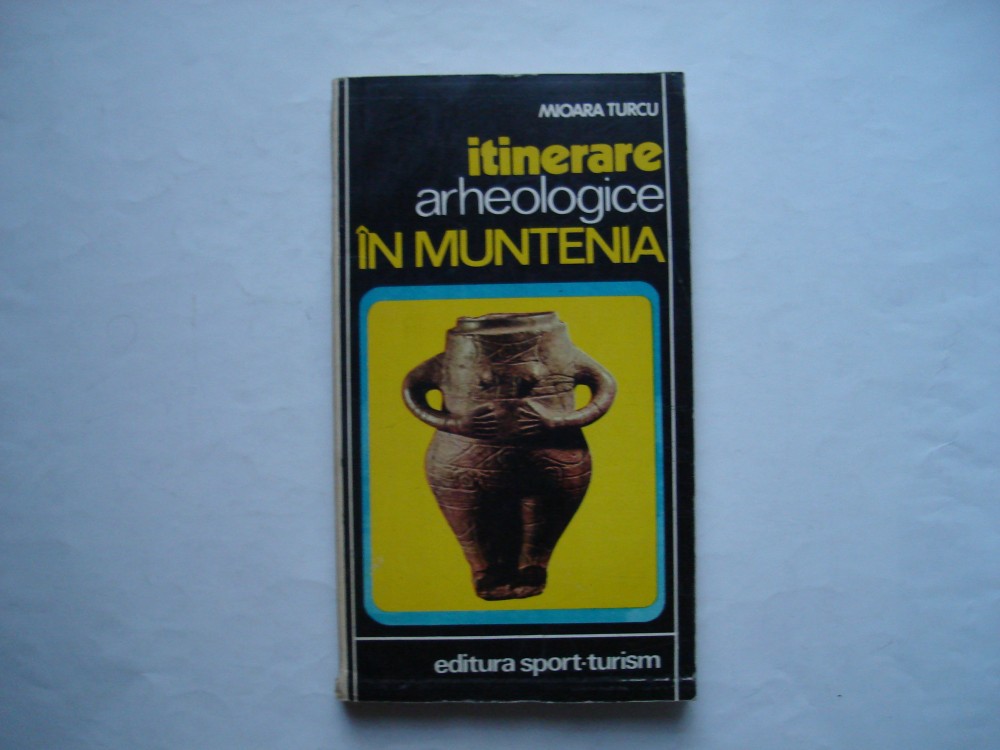 MIOARA TURCU
itinerare
arheologice
ÎN MUNTENIA
editura sport-turism